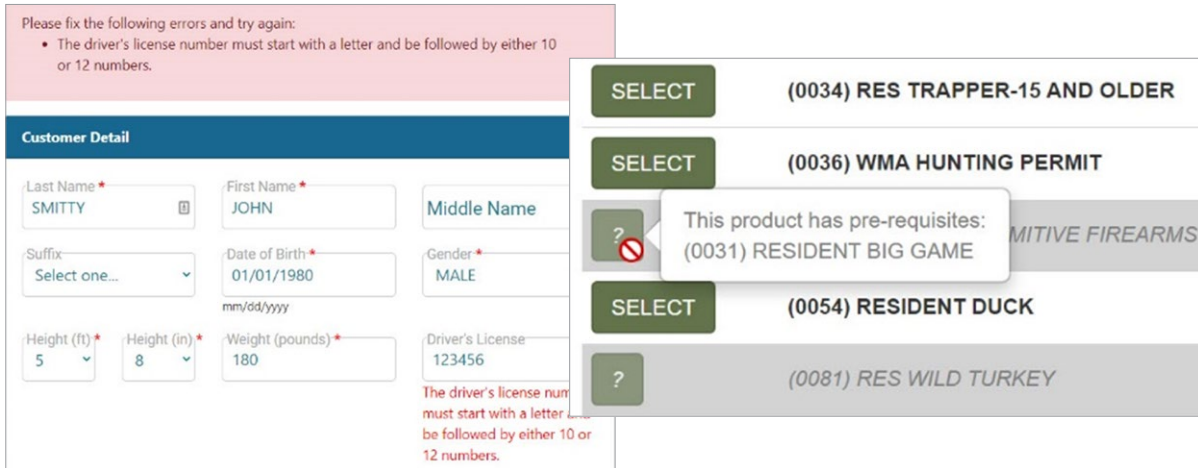 Please fix the following errors and try again:
• The driver's license number must start with a letter and be followed by either 10
or 12 numbers.
Customer Detail
Last Name *
SMITTY
First Name *
JOHN
Middle Name
Suffix
Select one...
Date of Birth *
01/01/1980
mm/dd/yyyy
Gender *
MALE
Height (ft) *
5
Height (in) *
8
Weight (pounds) *
180
Driver's License
123456
The driver's license num
must start with a letter
be followed by either 10 or
12 numbers.
SELECT (0034) RES TRAPPER-15 AND OLDER
SELECT (0036) WMA HUNTING PERMIT
? MITIVE FIREARMS
This product has pre-requisites:
(0031) RESIDENT BIG GAME
SELECT (0054) RESIDENT DUCK
? (0081) RES WILD TURKEY